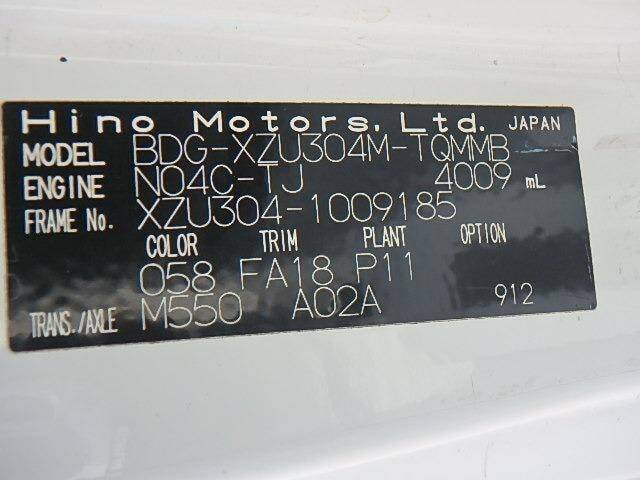 Hino Motors, Ltd. JAPAN
MODEL BDG-XZU304M-TQMMB
ENGINE N04C-TJ 4009 mL
FRAME No. XZU304-1009185
COLOR TRIM PLANT OPTION
058 FA18 P11
TRANS./AXLE M550 A02A 912